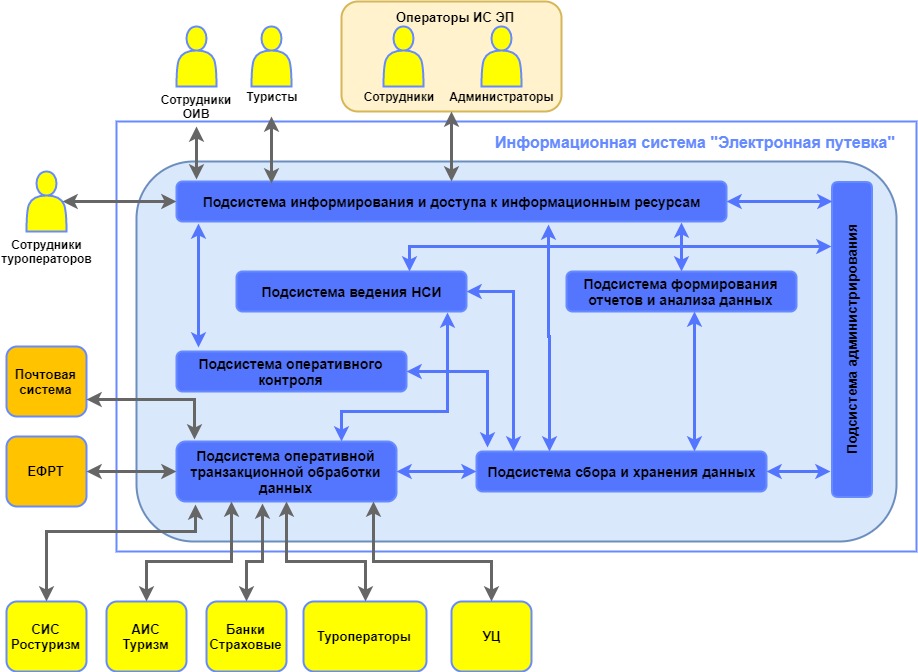 Операторы ИС ЭП
Сотрудники
ОИВ
Туристы
Сотрудники
Администраторы
Информационная система "Электронная путевка"
Подсистема информирования и доступа к информационным ресурсам
Сотрудники
туроператоров
Подсистема администрирования
Подсистема ведения НСИ
Подсистема формирования
отчетов и анализа данных
Почтовая
система
Подсистема оперативного
контроля
ЕФРТ
Подсистема оперативной
транзакционной обработки
данных
Подсистема сбора и хранения данных
СИС
Ростуризм
АИС
Туризм
Банки
Страховые
Туроператоры
УЦ